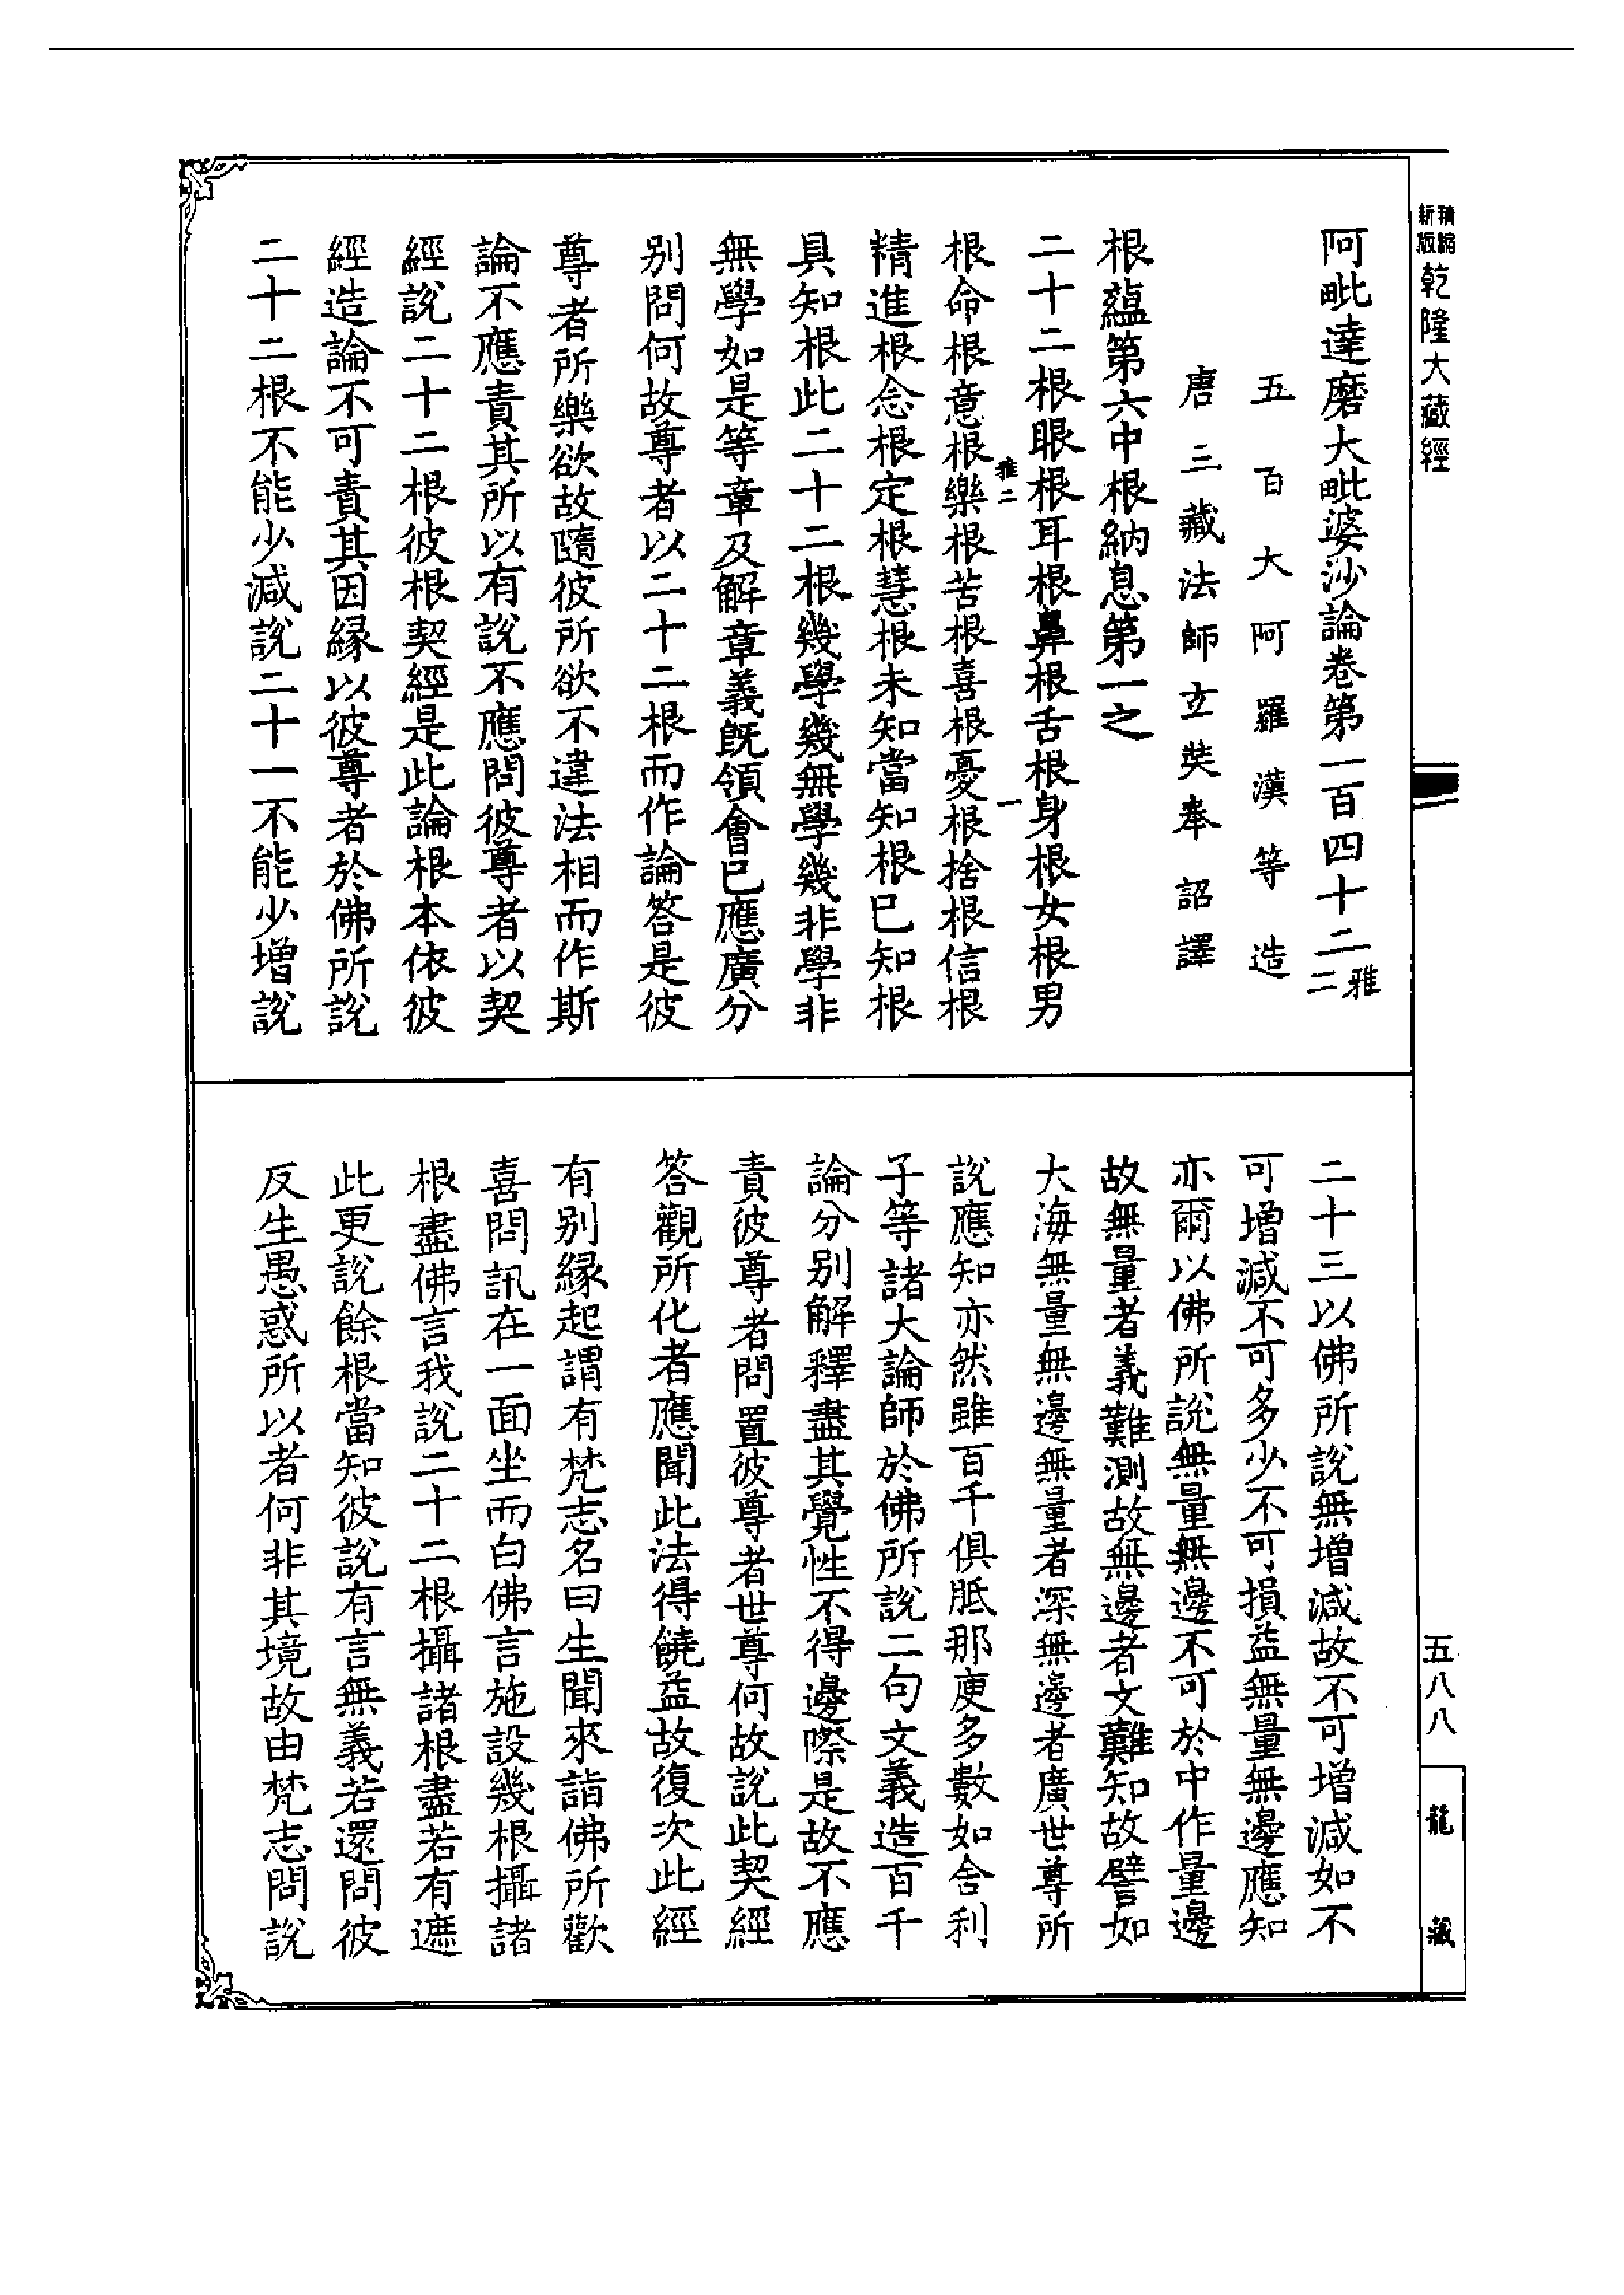 精縮新版乾隆大藏經
阿毗達磨大毗婆沙論卷第一百四十二 雅二
五百大阿羅漢等造
唐三藏法師玄奘奉詔譯
根蘊第六中根納息第一之一
二十二根眼根耳根鼻根舌根身根女根男
雅二
根命根意根樂根苦根喜根憂根捨根信根
精進根念根定根慧根未知當知根已知根
具知根此二十二根幾學幾無學幾非學非
無學如是等章及解章義既領會已應廣分
別問何故尊者以二十二根而作論答是彼
尊者所樂欲故隨彼所欲不違法相而作斯
論不應責其所以有說不應問彼尊者以契
經說二十二根彼根契經是此論根本依彼
經造論不可責其因緣以彼尊者於佛所說
二十二根不能少減說二十一不能少增說
二十三以佛所說無增減故不可增減如不
可增減不可多少不可損益無量無邊應知
亦爾以佛所說無量無邊不可於中作量邊
故無量者義難測故無邊者文難知故譬如
大海無量無邊無量者深無邊者廣世尊所
說應知亦然雖百千俱胝那庾多數如舍利
子等諸大論師於佛所說二句文義造百千
論分別解釋盡其覺性不得邊際是故不應
責彼尊者問置彼尊者世尊何故說此契經
答觀所化者應聞此法得饒益故復次此經
有別緣起謂有梵志名曰生聞來詣佛所歡
喜問訊在一面坐而白佛言施設幾根攝諸
根盡佛言我說二十二根攝諸根盡若有遮
此更說餘根當知彼說有言無義若還問彼
反生愚惑所以者何非其境故由梵志問說
五八八
龍藏